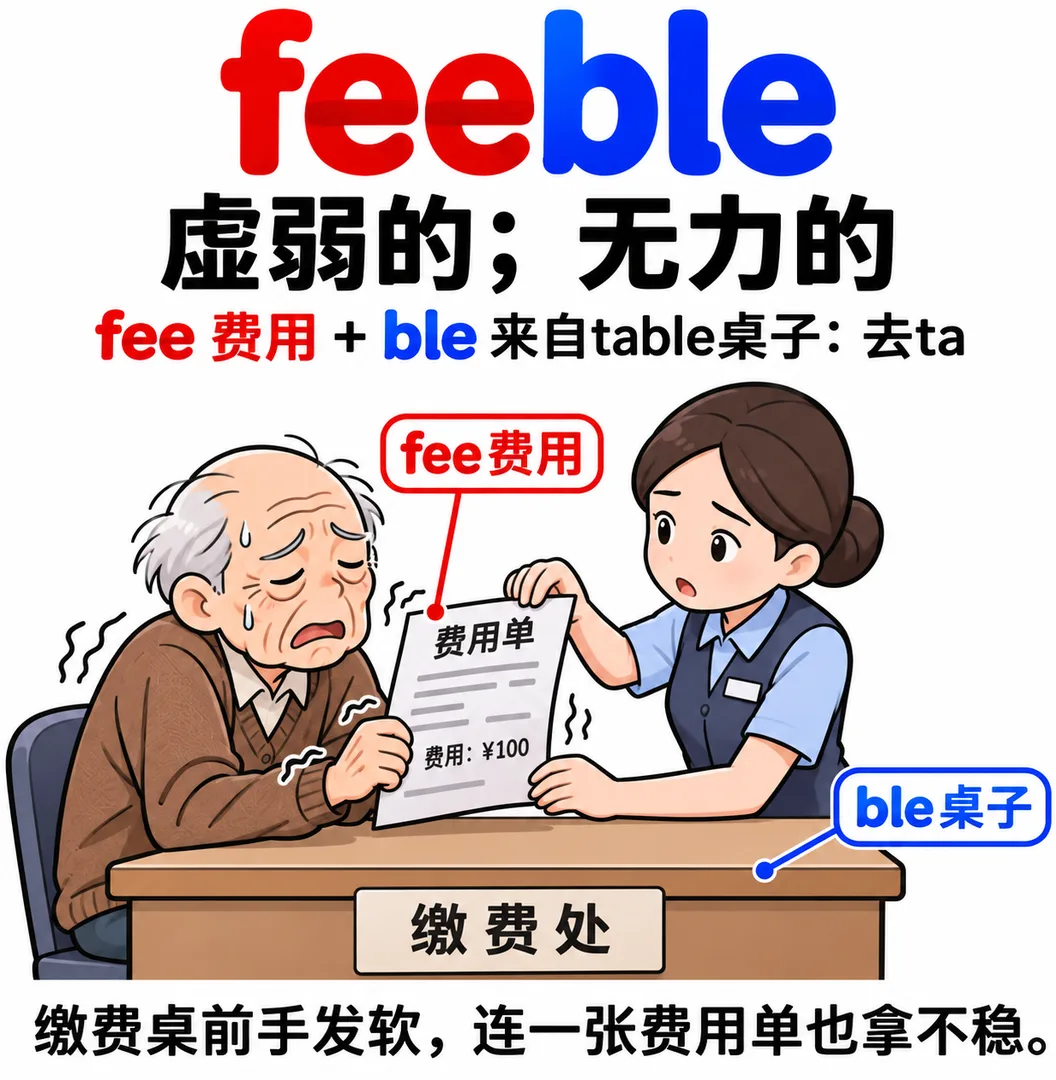 feeble
虚弱的；无力的
fee 费用 + ble 来自table桌子：去ta
fee费用
费用单
费用：¥100
ble桌子
缴费处
缴费桌前手发软，连一张费用单也拿不稳。